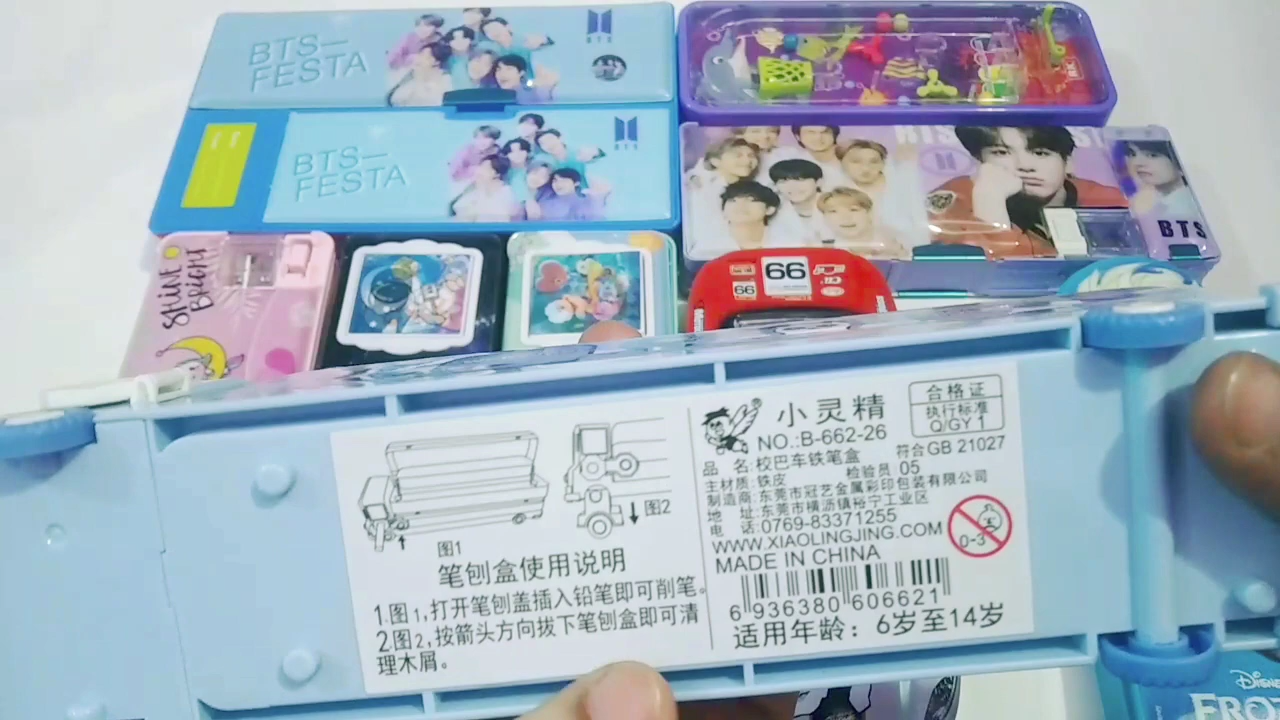 BTS—
FESTA
BTS
BTS—
FESTA
BTS
BTS
BTS
SHINE
BRIGHT
66
66
图1
图2
笔刨盒使用说明
1.图1,打开笔刨盖插入铅笔即可削笔。
2.图2,按箭头方向拔下笔刨盒即可清
理木屑。
小灵精
NO.:B-662-26
合格证
执行标准
Q/GY 1
品 名:校巴车铁笔盒
符合GB 21027
主材质:铁皮
检验员 05
制造商:东莞市冠艺金属彩印包装有限公司
地 址:东莞市横沥镇裕宁工业区
电 话:0769-83371255
WWW.XIAOLINGJING.COM
MADE IN CHINA
0-3
6 936380 606621
适用年龄：6岁至14岁
Disney